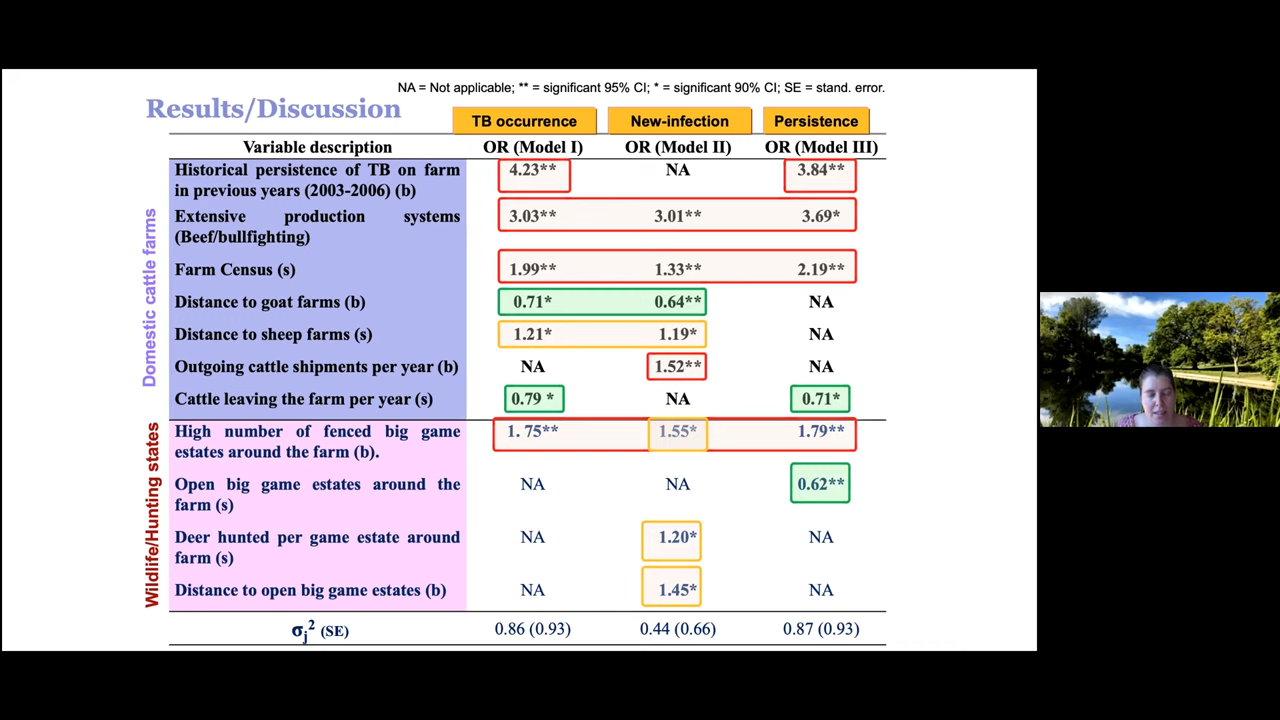 NA = Not applicable; ** = significant 95% CI; * = significant 90% CI; SE = stand. error.
Results/Discussion
TB occurrence New-infection Persistence
Variable description OR (Model I) OR (Model II) OR (Model III)
Domestic cattle farms
Historical persistence of TB on farm 4.23** NA 3.84**
in previous years (2003-2006) (b)
Extensive production systems 3.03** 3.01** 3.69*
(Beef/bullfighting)
Farm Census (s) 1.99** 1.33** 2.19**
Distance to goat farms (b) 0.71* 0.64** NA
Distance to sheep farms (s) 1.21* 1.19* NA
Outgoing cattle shipments per year (b) NA 1.52** NA
Cattle leaving the farm per year (s) 0.79 * NA 0.71*
Wildlife/Hunting states
High number of fenced big game 1. 75** 1.55* 1.79**
estates around the farm (b).
Open big game estates around the NA NA 0.62**
farm (s)
Deer hunted per game estate around NA 1.20* NA
farm (s)
Distance to open big game estates (b) NA 1.45* NA
σj² (SE) 0.86 (0.93) 0.44 (0.66) 0.87 (0.93)